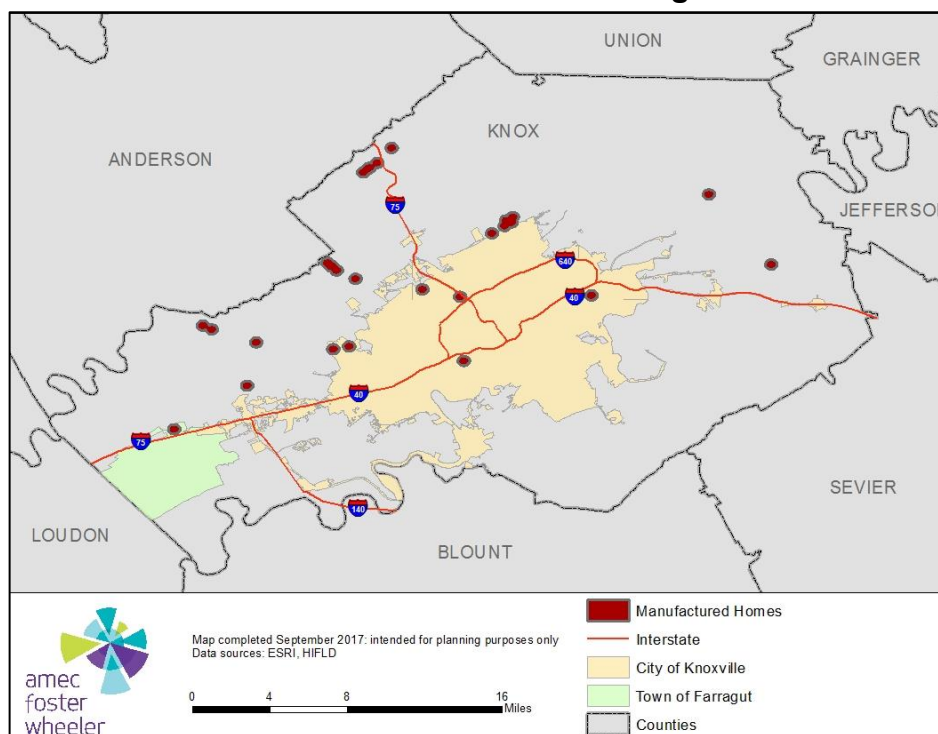 UNION
GRAINGER
KNOX
ANDERSON
75
JEFFERSO
640
40
40
75
SEVIER
140
LOUDON
BLOUNT
Manufactured Homes
Map completed September 2017: intended for planning purposes only
Interstate
Data sources: ESRI, HIFLD
City of Knoxville
amec
foster
wheeler
0 4 8 16
Miles
Town of Farragut
Counties